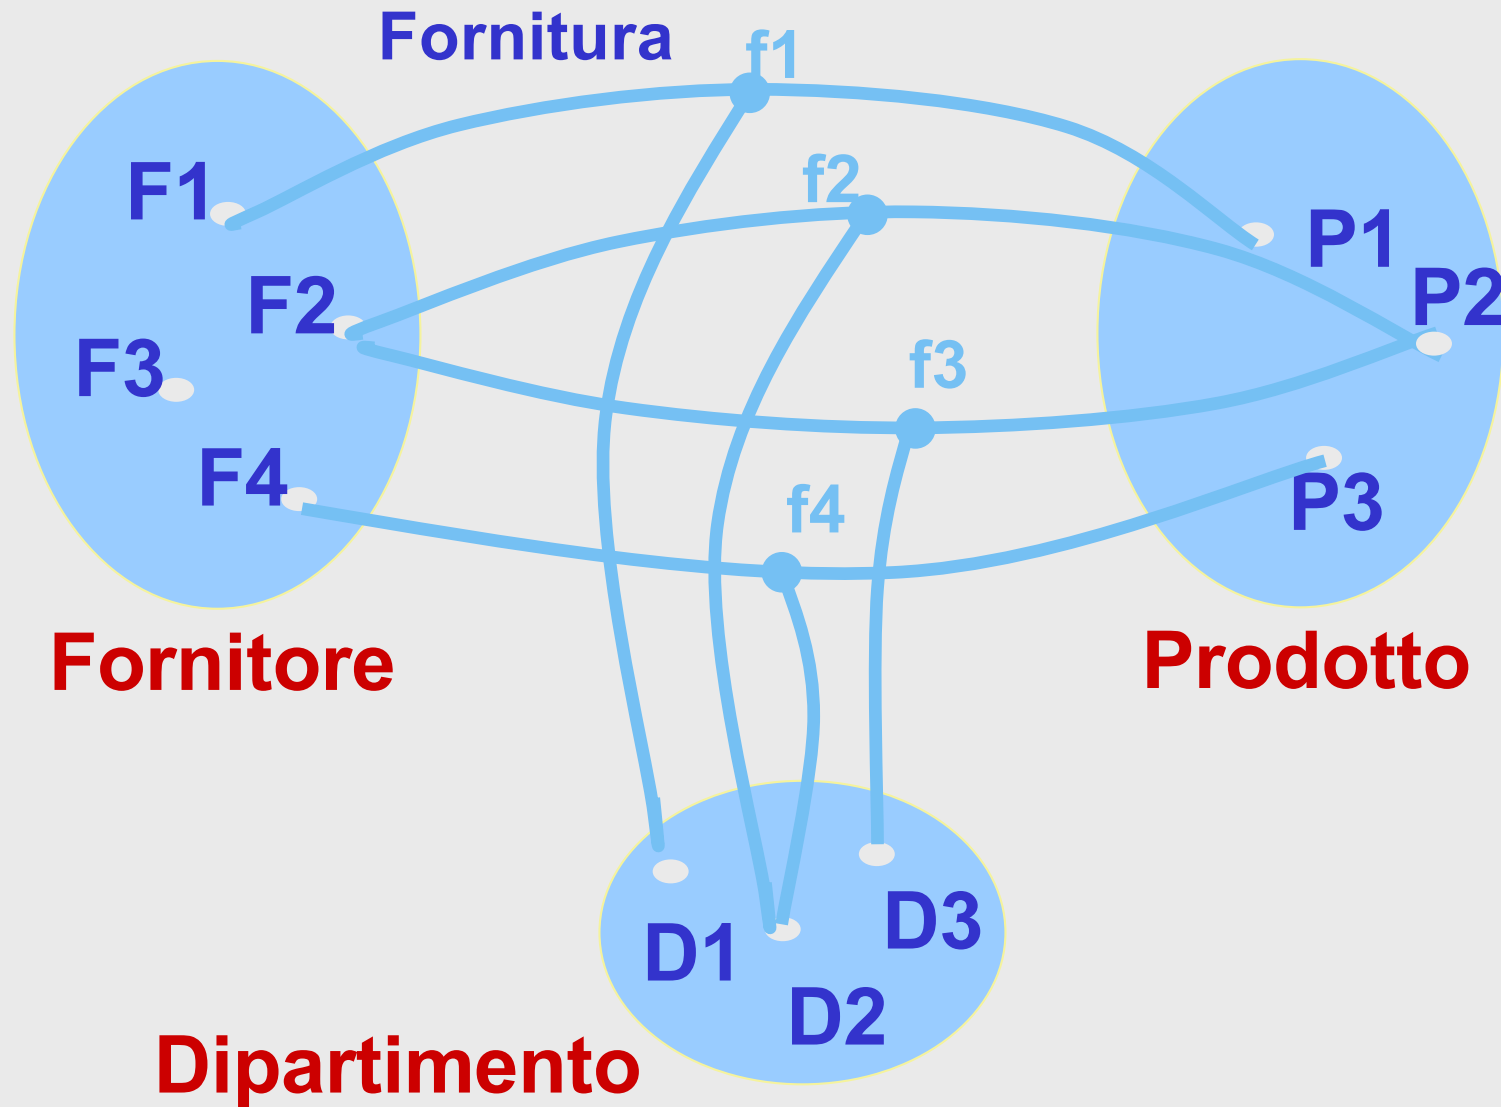 Fornitura
f1
f2
F1
P1
F2
P2
F3
f3
F4
f4
P3
Fornitore
Prodotto
D1
D3
D2
Dipartimento